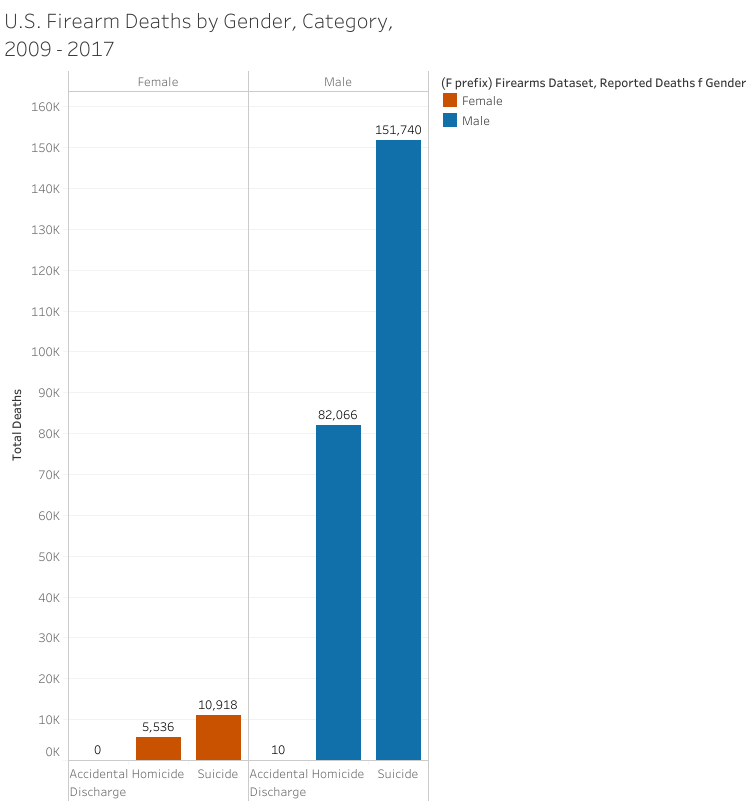 U.S. Firearm Deaths by Gender, Category,
2009 - 2017
Female Male
(F prefix) Firearms Dataset, Reported Deaths f Gender
Female
Male
Total Deaths
160K
150K
140K
130K
120K
110K
100K
90K
80K
70K
60K
50K
40K
30K
20K
10K
0K
0
5,536
10,918
10
82,066
151,740
Accidental Homicide Suicide Accidental Homicide Suicide
Discharge Discharge